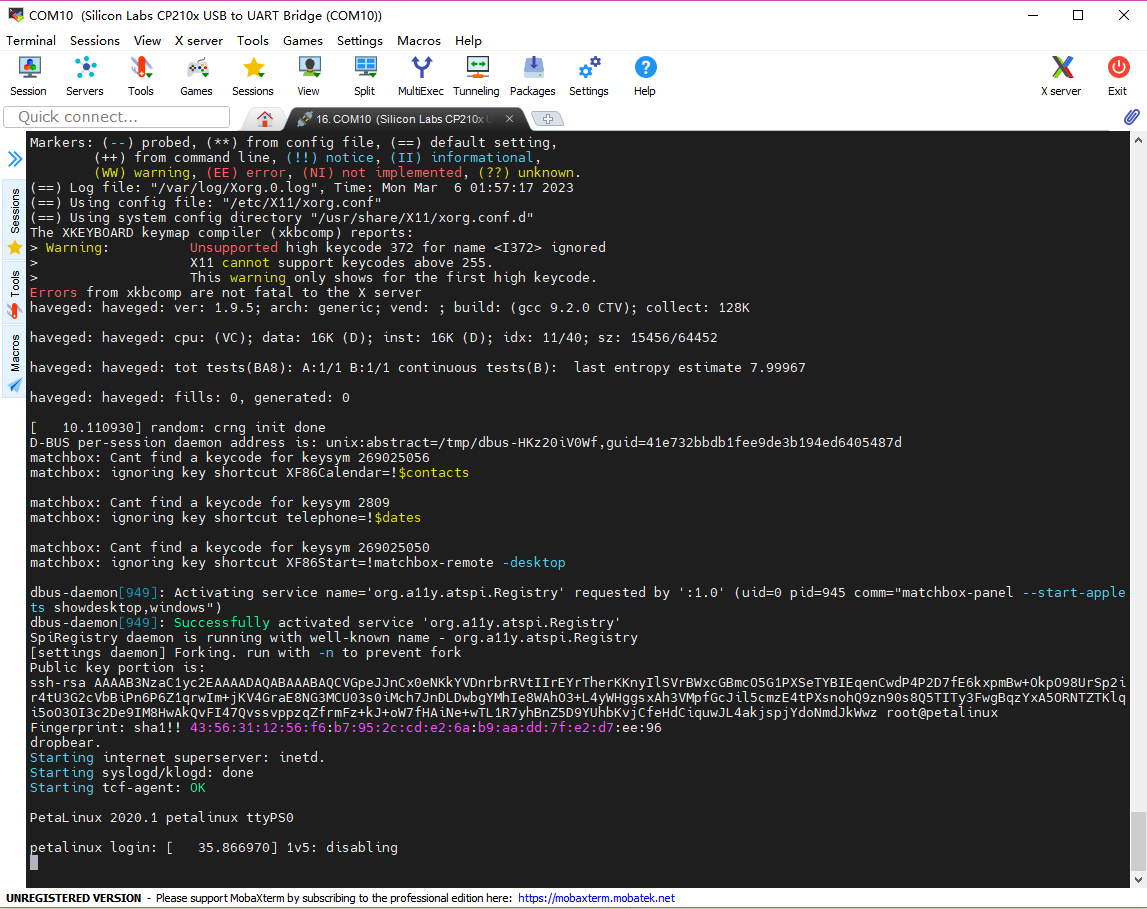 COM10 (Silicon Labs CP210x USB to UART Bridge (COM10))
Terminal Sessions View X server Tools Games Settings Macros Help
Session Servers Tools Games Sessions View Split MultiExec Tunneling Packages Settings Help X server Exit
Quick connect...
16. COM10 (Silicon Labs CP210x U
Sessions
Tools
Macros
Markers: (--) probed, (**) from config file, (==) default setting,
(++) from command line, (!!) notice, (II) informational,
(WW) warning, (EE) error, (NI) not implemented, (??) unknown.
(==) Log file: "/var/log/Xorg.0.log", Time: Mon Mar  6 01:57:17 2023
(==) Using config file: "/etc/X11/xorg.conf"
(==) Using system config directory "/usr/share/X11/xorg.conf.d"
The XKEYBOARD keymap compiler (xkbcomp) reports:
> Warning:          Unsupported high keycode 372 for name <I372> ignored
>                   X11 cannot support keycodes above 255.
>                   This warning only shows for the first high keycode.
Errors from xkbcomp are not fatal to the X server
haveged: haveged: ver: 1.9.5; arch: generic; vend: ; build: (gcc 9.2.0 CTV); collect: 128K
haveged: haveged: cpu: (VC); data: 16K (D); inst: 16K (D); idx: 11/40; sz: 15456/64452
haveged: haveged: tot tests(BA8): A:1/1 B:1/1 continuous tests(B):  last entropy estimate 7.99967
haveged: haveged: fills: 0, generated: 0
[   10.110930] random: crng init done
D-BUS per-session daemon address is: unix:abstract=/tmp/dbus-HKz20iV0Wf,guid=41e732bbdb1fee9de3b194ed6405487d
matchbox: Cant find a keycode for keysym 269025056
matchbox: ignoring key shortcut XF86Calendar=!$contacts
matchbox: Cant find a keycode for keysym 2809
matchbox: ignoring key shortcut telephone=!$dates
matchbox: Cant find a keycode for keysym 269025050
matchbox: ignoring key shortcut XF86Start=!matchbox-remote -desktop
dbus-daemon[949]: Activating service name='org.a11y.atspi.Registry' requested by ':1.0' (uid=0 pid=945 comm="matchbox-panel --start-apple
ts showdesktop,windows")
dbus-daemon[949]: Successfully activated service 'org.a11y.atspi.Registry'
SpiRegistry daemon is running with well-known name - org.a11y.atspi.Registry
[settings daemon] Forking. run with -n to prevent fork
Public key portion is:
ssh-rsa AAAAB3NzaC1yc2EAAAADAQABAAABAQCVGpeJJnCx0eNKkYVDnrbrRVtIIrEYrTherKKnyIlSVrBWxcGBmcO5G1PXSeTYBIEqenCwdP4P2D7fE6kxpmBw+OkpO98UrSp2i
r4tU3G2cVbBiPn6P6Z1qrwIm+jKV4GraE8NG3MCU03s0iMch7JnDLDwbgYMhIe8WAhO3+L4yWHggsxAh3VMpfGcJil5cmzE4tPXsnohQ9zn90s8Q5TITy3FwgBqzYxA5ORNTZTKlq
i5oO3OI3c2De9IM8HwAkQvFI47QvssvppzqZfrmFz+kJ+oW7fHAiNe+wTL1R7yhBnZ5D9YUhbKvjCfeHdCiquwJL4akjspjYdoNmdJkWwz root@petalinux
Fingerprint: sha1!! 43:56:31:12:56:f6:b7:95:2c:cd:e2:6a:b9:aa:dd:7f:e2:d7:ee:96
dropbear.
Starting internet superserver: inetd.
Starting syslogd/klogd: done
Starting tcf-agent: OK
PetaLinux 2020.1 petalinux ttyPS0
petalinux login: [   35.866970] 1v5: disabling
UNREGISTERED VERSION - Please support MobaXterm by subscribing to the professional edition here: https://mobaxterm.mobatek.net